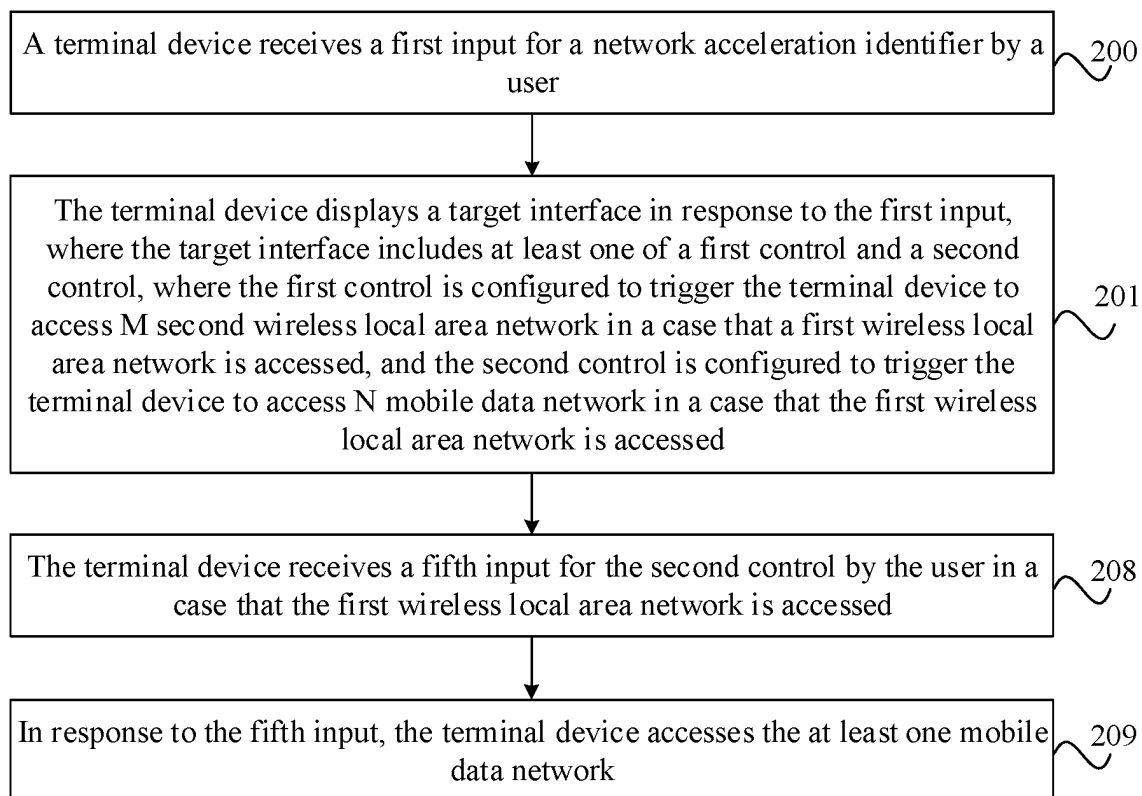 A terminal device receives a first input for a network acceleration identifier by a
user
200
The terminal device displays a target interface in response to the first input,
where the target interface includes at least one of a first control and a second
control, where the first control is configured to trigger the terminal device to
access M second wireless local area network in a case that a first wireless local
area network is accessed, and the second control is configured to trigger the
terminal device to access N mobile data network in a case that the first wireless
local area network is accessed
201
The terminal device receives a fifth input for the second control by the user in a
case that the first wireless local area network is accessed
208
In response to the fifth input, the terminal device accesses the at least one mobile
data network
209